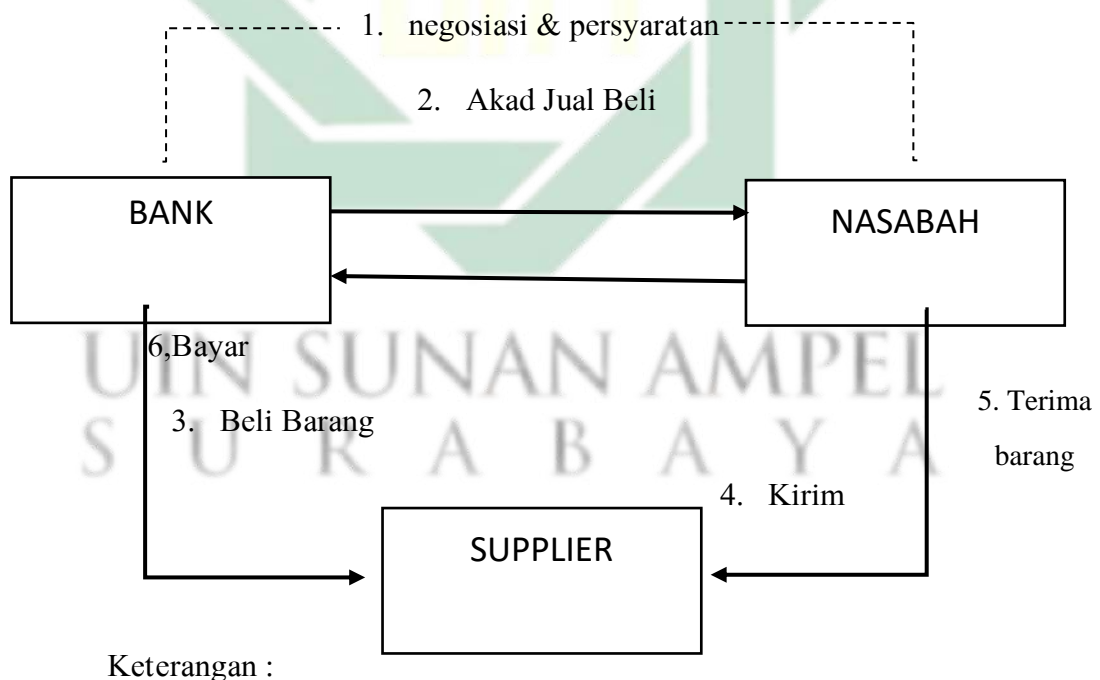 1. negosiasi & persyaratan
2. Akad Jual Beli
BANK
NASABAH
6,Bayar
UIN SUNAN AMPEL
3. Beli Barang
5. Terima
barang
S U R A B A Y A
4. Kirim
SUPPLIER
Keterangan :